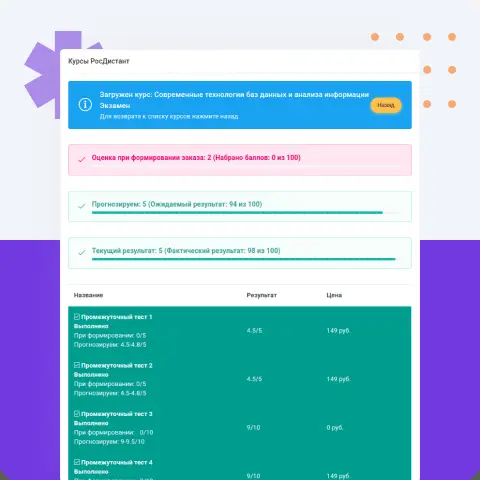 Курсы РосДистант
Загружен курс: Современные технологии баз данных и анализа информации
Экзамен
Для возврата к списку курсов нажмите назад
Назад
Оценка при формировании заказа: 2 (Набрано баллов: 0 из 100)
Прогнозируем: 5 (Ожидаемый результат: 94 из 100)
Текущий результат: 5 (Фактический результат: 98 из 100)
Название Результат Цена
Промежуточный тест 1
Выполнено
При формировании: 0/5
Прогнозируем: 4.5-4.8/5
4.5/5 149 руб.
Промежуточный тест 2
Выполнено
При формировании: 0/5
Прогнозируем: 4.5-4.8/5
4.5/5 149 руб.
Промежуточный тест 3
Выполнено
При формировании: 0/10
Прогнозируем: 9-9.5/10
9/10 0 руб.
Промежуточный тест 4
Выполнено
9/10 149 руб.